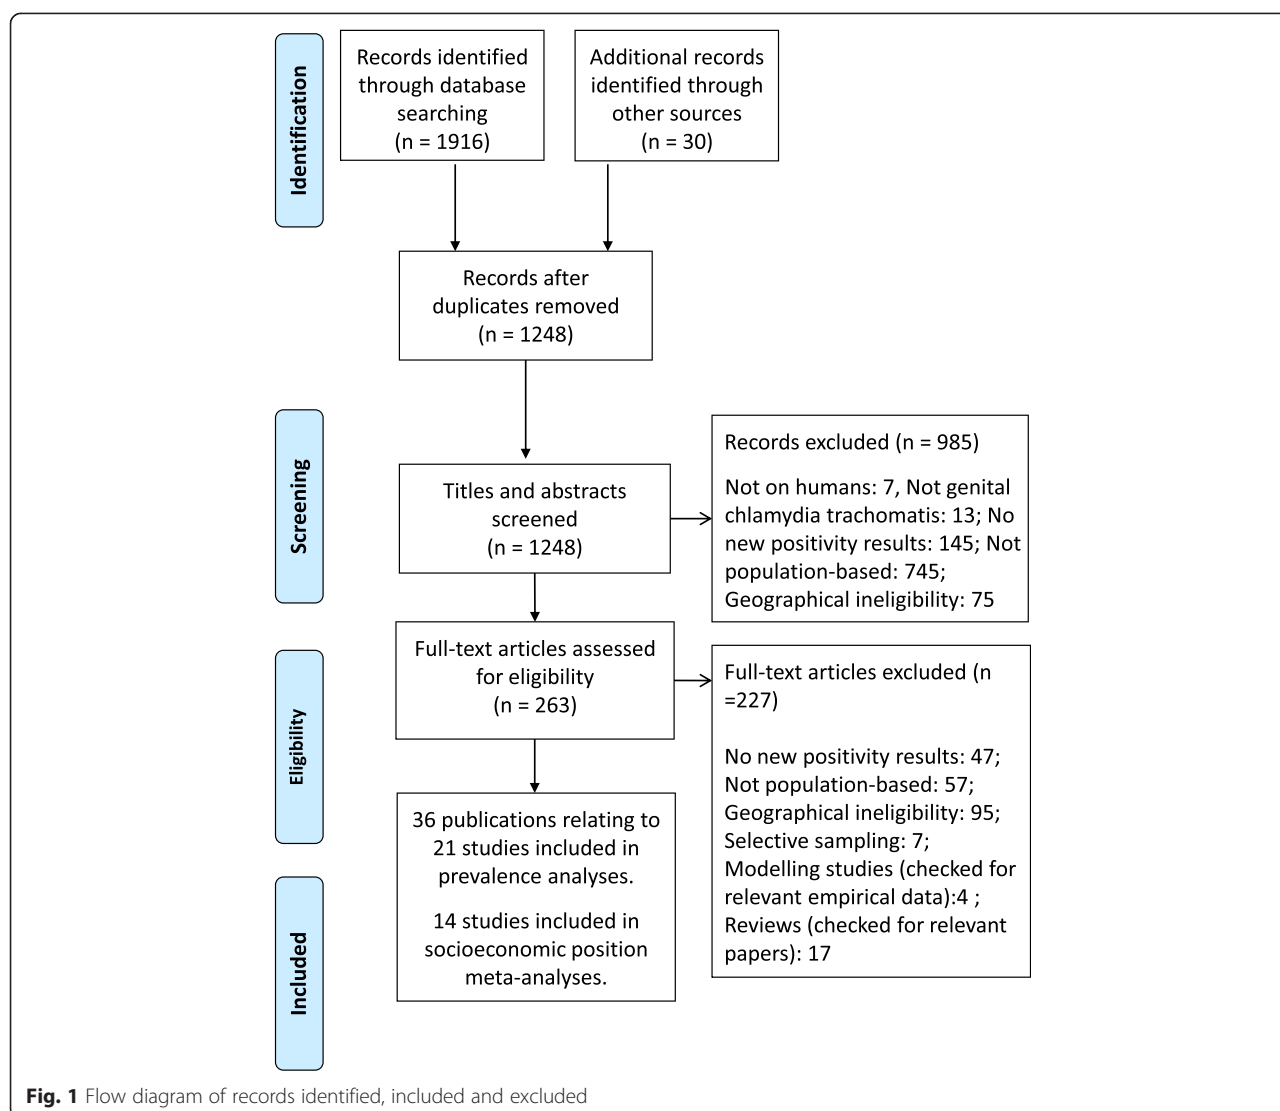 Identification
Records identified
through database
searching
(n = 1916)
Additional records
identified through
other sources
(n = 30)
Records after
duplicates removed
(n = 1248)
Screening
Titles and abstracts
screened
(n = 1248)
Records excluded (n = 985)
Not on humans: 7, Not genital
chlamydia trachomatis: 13; No
new positivity results: 145; Not
population-based: 745;
Geographical ineligibility: 75
Eligibility
Full-text articles assessed
for eligibility
(n = 263)
Full-text articles excluded (n
=227)
No new positivity results: 47;
Not population-based: 57;
Geographical ineligibility: 95;
Selective sampling: 7;
Modelling studies (checked for
relevant empirical data):4 ;
Reviews (checked for relevant
papers): 17
Included
36 publications relating to
21 studies included in
prevalence analyses.
14 studies included in
socioeconomic position
meta-analyses.
Fig. 1 Flow diagram of records identified, included and excluded